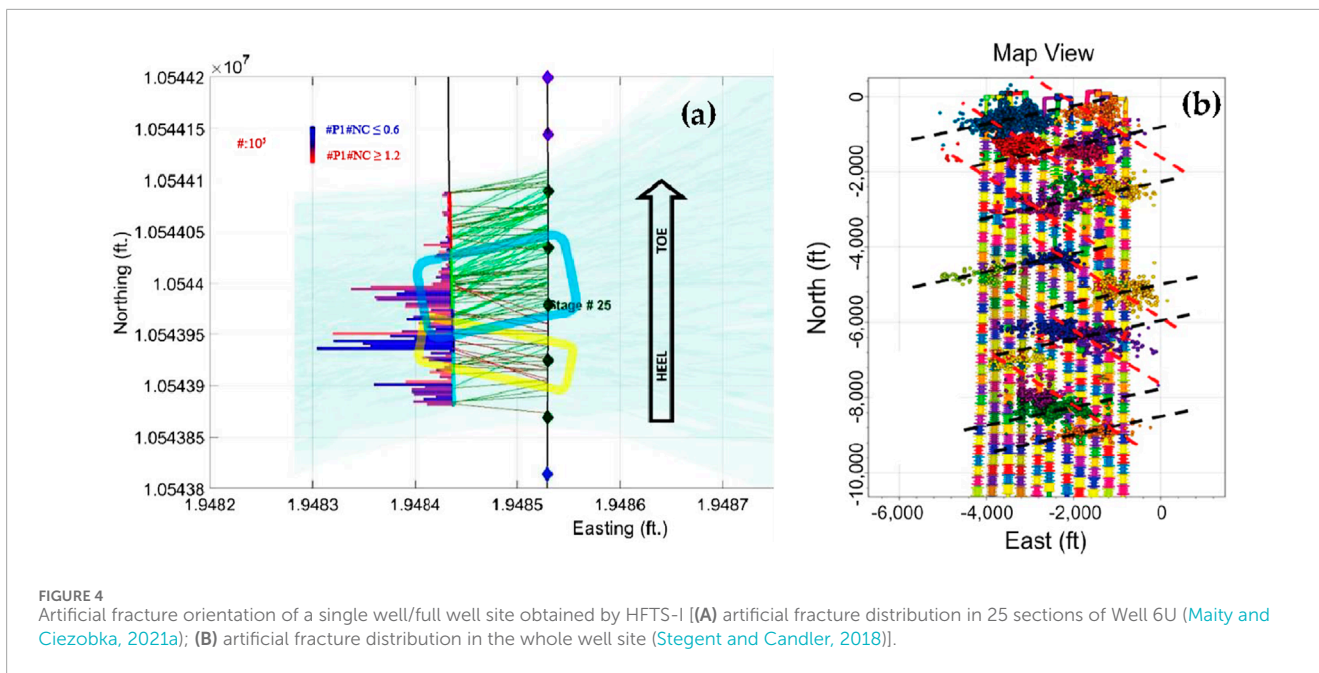 ×10⁷
1.05442
1.054415
1.05441
1.054405
1.0544
1.054395
1.05439
1.054385
1.05438
Northing (ft.)
#:10³
#P1#NC ≤ 0.6
#P1#NC ≥ 1.2
(a)
TOE
HEEL
Stage # 25
1.9482
1.9483
1.9484
1.9485
1.9486
1.9487
Easting (ft.)
Map View
(b)
0
-2,000
-4,000
-6,000
-8,000
-10,000
North (ft)
-6,000
-4,000
-2,000
0
East (ft)
FIGURE 4
Artificial fracture orientation of a single well/full well site obtained by HFTS-I [(A) artificial fracture distribution in 25 sections of Well 6U (Maity and
Ciezobka, 2021a); (B) artificial fracture distribution in the whole well site (Stegent and Candler, 2018)].